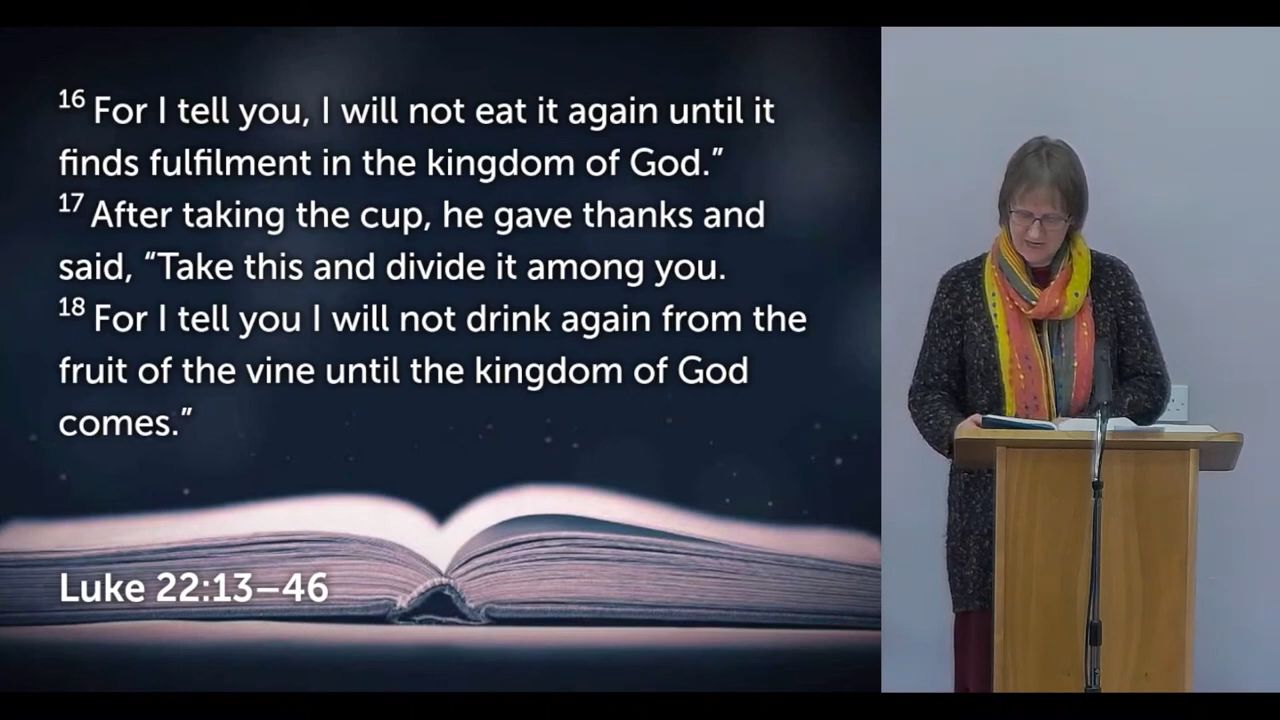 16 For I tell you, I will not eat it again until it
finds fulfilment in the kingdom of God.”
17 After taking the cup, he gave thanks and
said, “Take this and divide it among you.
18 For I tell you I will not drink again from the
fruit of the vine until the kingdom of God
comes.”
Luke 22:13–46